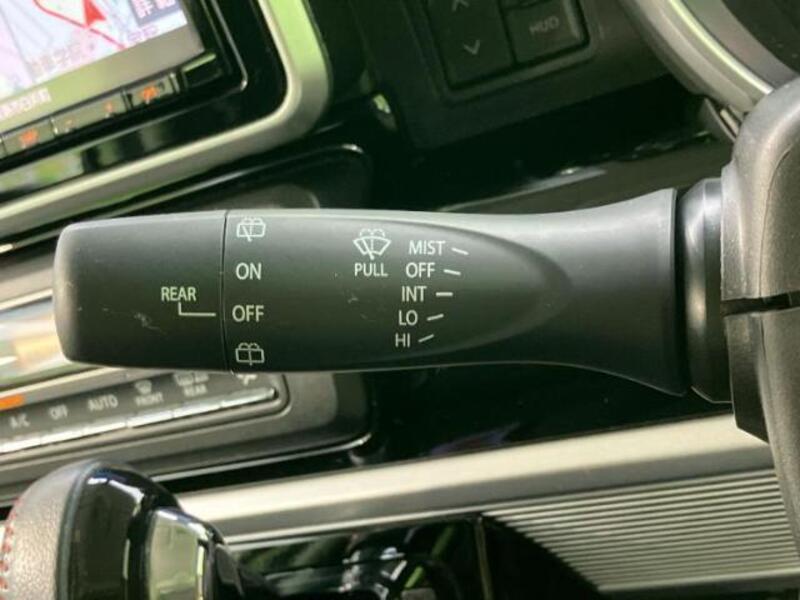 HUD
MIST
ON
PULL
OFF
REAR
INT
OFF
LO
HI
A/C
OFF
AUTO
FRONT
REAR